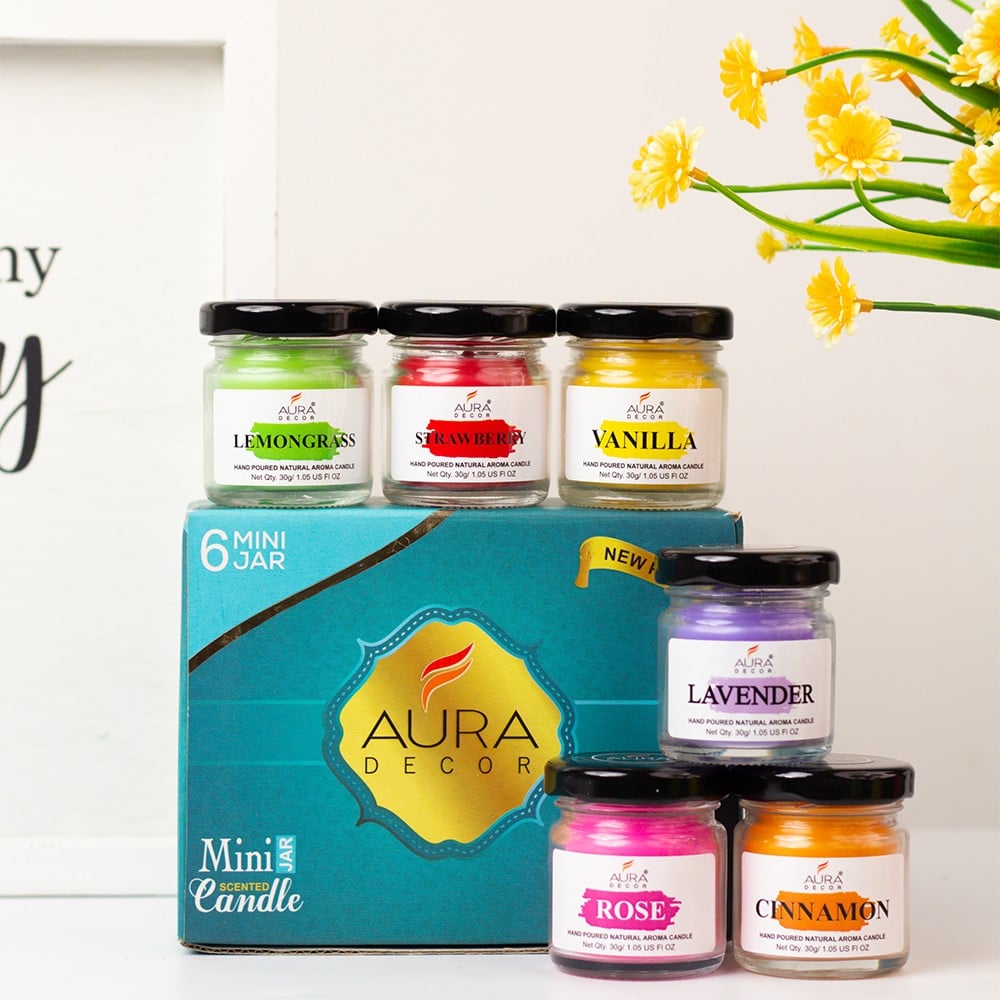 AURA
DECOR
LEMONGRASS
HAND POURED NATURAL AROMA CANDLE
Net Qty. 30g/ 1.05 US Fl OZ
AURA
DECOR
STRAWBERRY
HAND POURED NATURAL AROMA CANDLE
Net Qty. 30g/ 1.05 US Fl OZ
AURA®
DECOR
VANILLA
HAND POURED NATURAL AROMA CANDLE
Net Qty. 30g/ 1.05 US Fl OZ
6 MINI
JAR
NEW
AURA
DECOR
Mini JAR
SCENTED
Candle
AURA®
DECOR
LAVENDER
HAND POURED NATURAL AROMA CANDLE
Net Qty. 30g/ 1.05 US Fl OZ
AURA®
DECOR
ROSE
HAND POURED NATURAL AROMA CANDLE
Net Qty. 30g/ 1.05 US Fl OZ
AURA®
DECOR
CINNAMON
HAND POURED NATURAL AROMA CANDLE
Net Qty. 30g/ 1.05 US Fl OZ